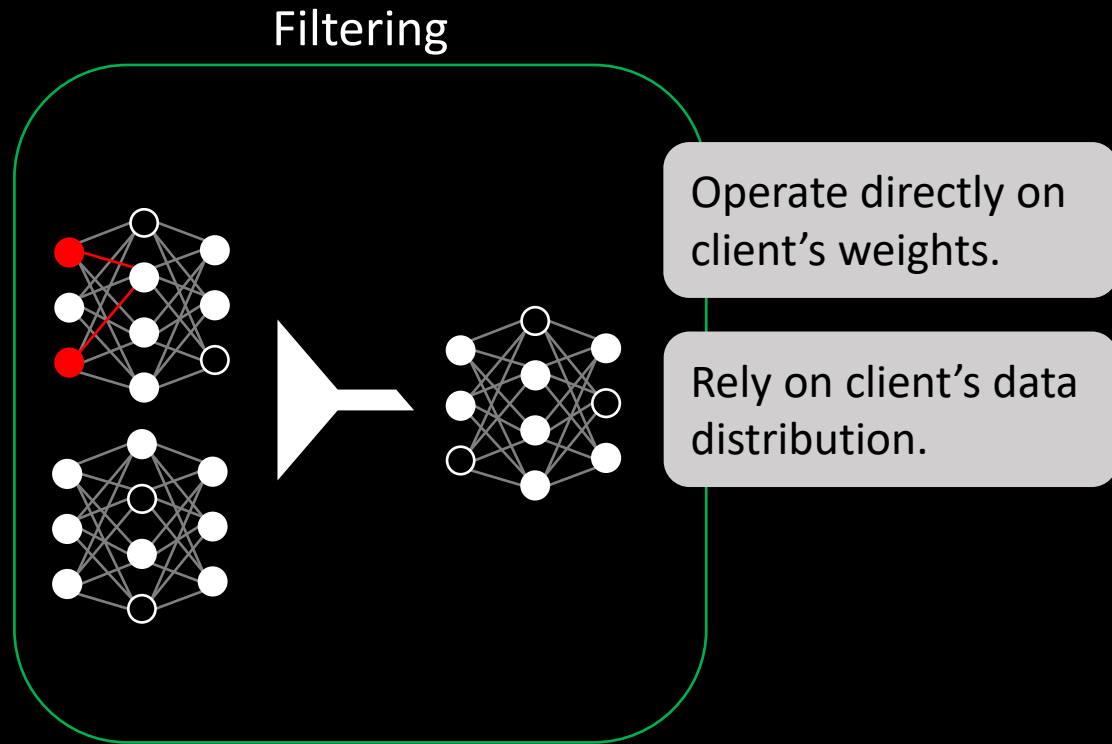 Filtering
Operate directly on
client’s weights.
Rely on client’s data
distribution.